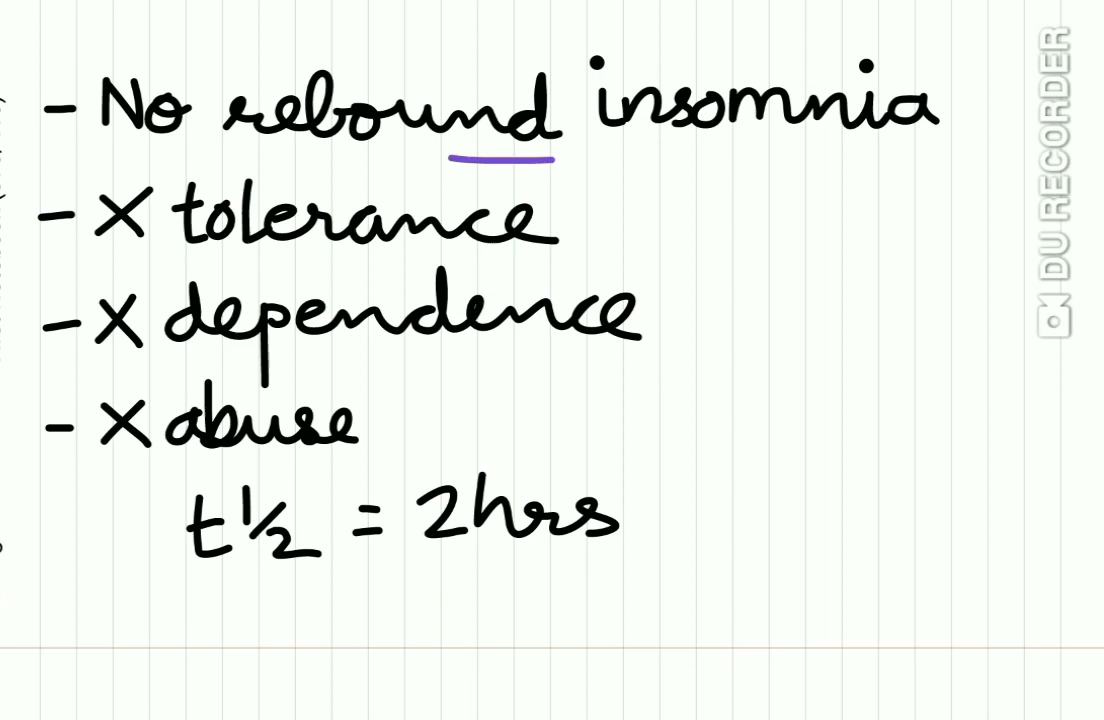 - No rebound insomnia
- X tolerance
- X dependence
- X abuse
t½ = 2hrs
DU RECORDER